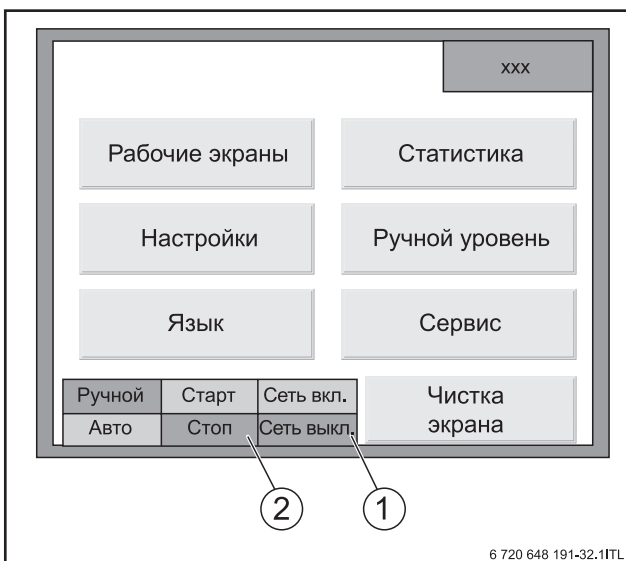 xxx
Рабочие экраны
Статистика
Настройки
Ручной уровень
Язык
Сервис
Ручной
Старт
Сеть вкл.
Чистка
экрана
Авто
Стоп
Сеть выкл.
2
1
6 720 648 191-32.1ITL